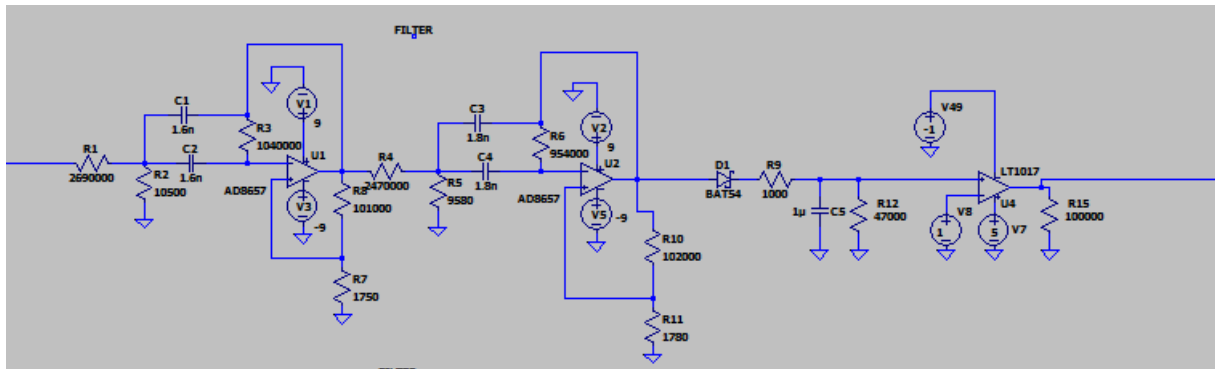 FILTER
C1
1.6n
R3
1040000
V1
9
R1
2690000
C2
1.6n
R2
10500
U1
AD8657
V3
-9
R8
101000
R7
1750
R4
2470000
C3
1.8n
R6
954000
V2
9
C4
1.8n
R5
9580
U2
AD8657
V5
-9
R10
102000
R11
1780
D1
BAT54
R9
1000
1µ
C5
R12
47000
V49
-1
LT1017
U4
V8
1
5
V7
R15
100000